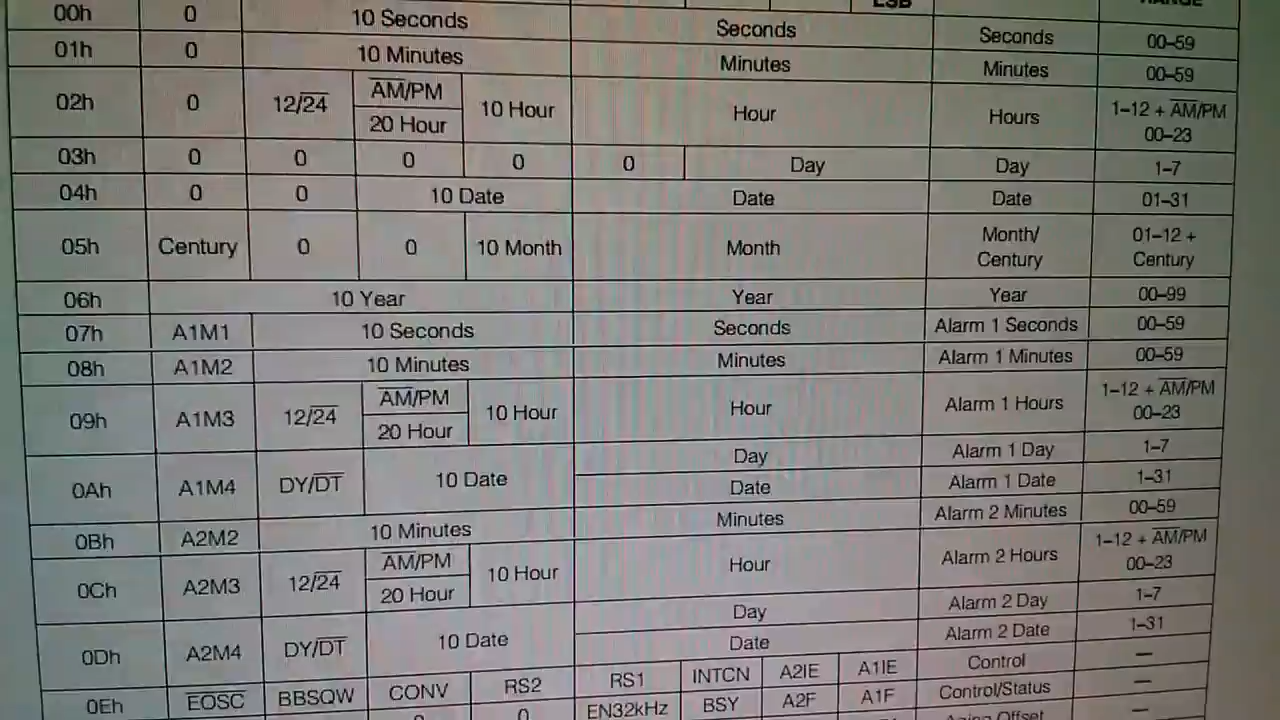 LSB RANGE
00h 0 10 Seconds Seconds Seconds 00–59
01h 0 10 Minutes Minutes Minutes 00–59
02h 0 12/24 AM/PM 20 Hour 10 Hour Hour Hours 1–12 + AM/PM 00–23
03h 0 0 0 0 0 Day Day 1–7
04h 0 0 10 Date Date Date 01–31
05h Century 0 0 10 Month Month Month/ Century 01–12 + Century
06h 10 Year Year Year 00–99
07h A1M1 10 Seconds Seconds Alarm 1 Seconds 00–59
08h A1M2 10 Minutes Minutes Alarm 1 Minutes 00–59
09h A1M3 12/24 AM/PM 20 Hour 10 Hour Hour Alarm 1 Hours 1–12 + AM/PM 00–23
0Ah A1M4 DY/DT 10 Date Day Alarm 1 Day 1–7
Date Alarm 1 Date 1–31
0Bh A2M2 10 Minutes Minutes Alarm 2 Minutes 00–59
0Ch A2M3 12/24 AM/PM 20 Hour 10 Hour Hour Alarm 2 Hours 1–12 + AM/PM 00–23
0Dh A2M4 DY/DT 10 Date Day Alarm 2 Day 1–7
Date Alarm 2 Date 1–31
0Eh EOSC BBSQW CONV RS2 RS1 INTCN A2IE A1IE Control —
0 0 EN32kHz BSY A2F A1F Control/Status —
Aging Offset